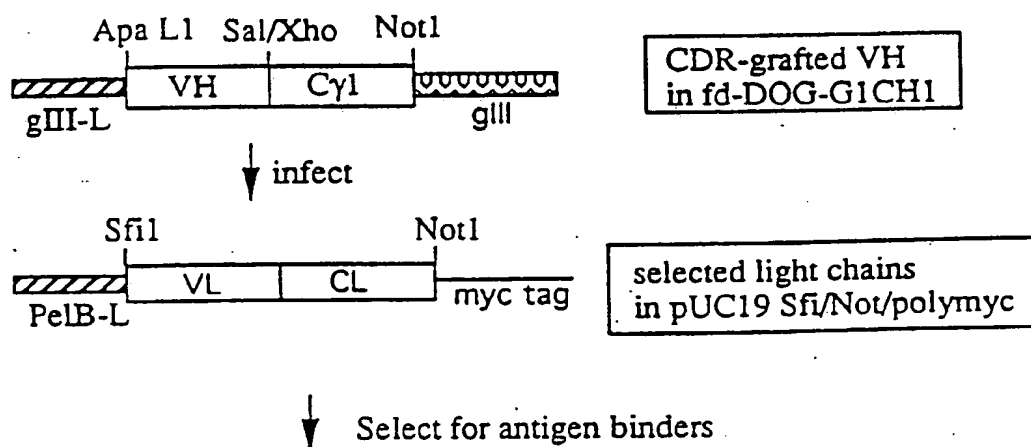 Apa L1 Sal/Xho Not1
VH Cγ1
gIII-L gIII
CDR-grafted VH
in fd-DOG-G1CH1
infect
Sfi1 Not1
VL CL
PelB-L myc tag
selected light chains
in pUC19 Sfi/Not/polymyc
Select for antigen binders